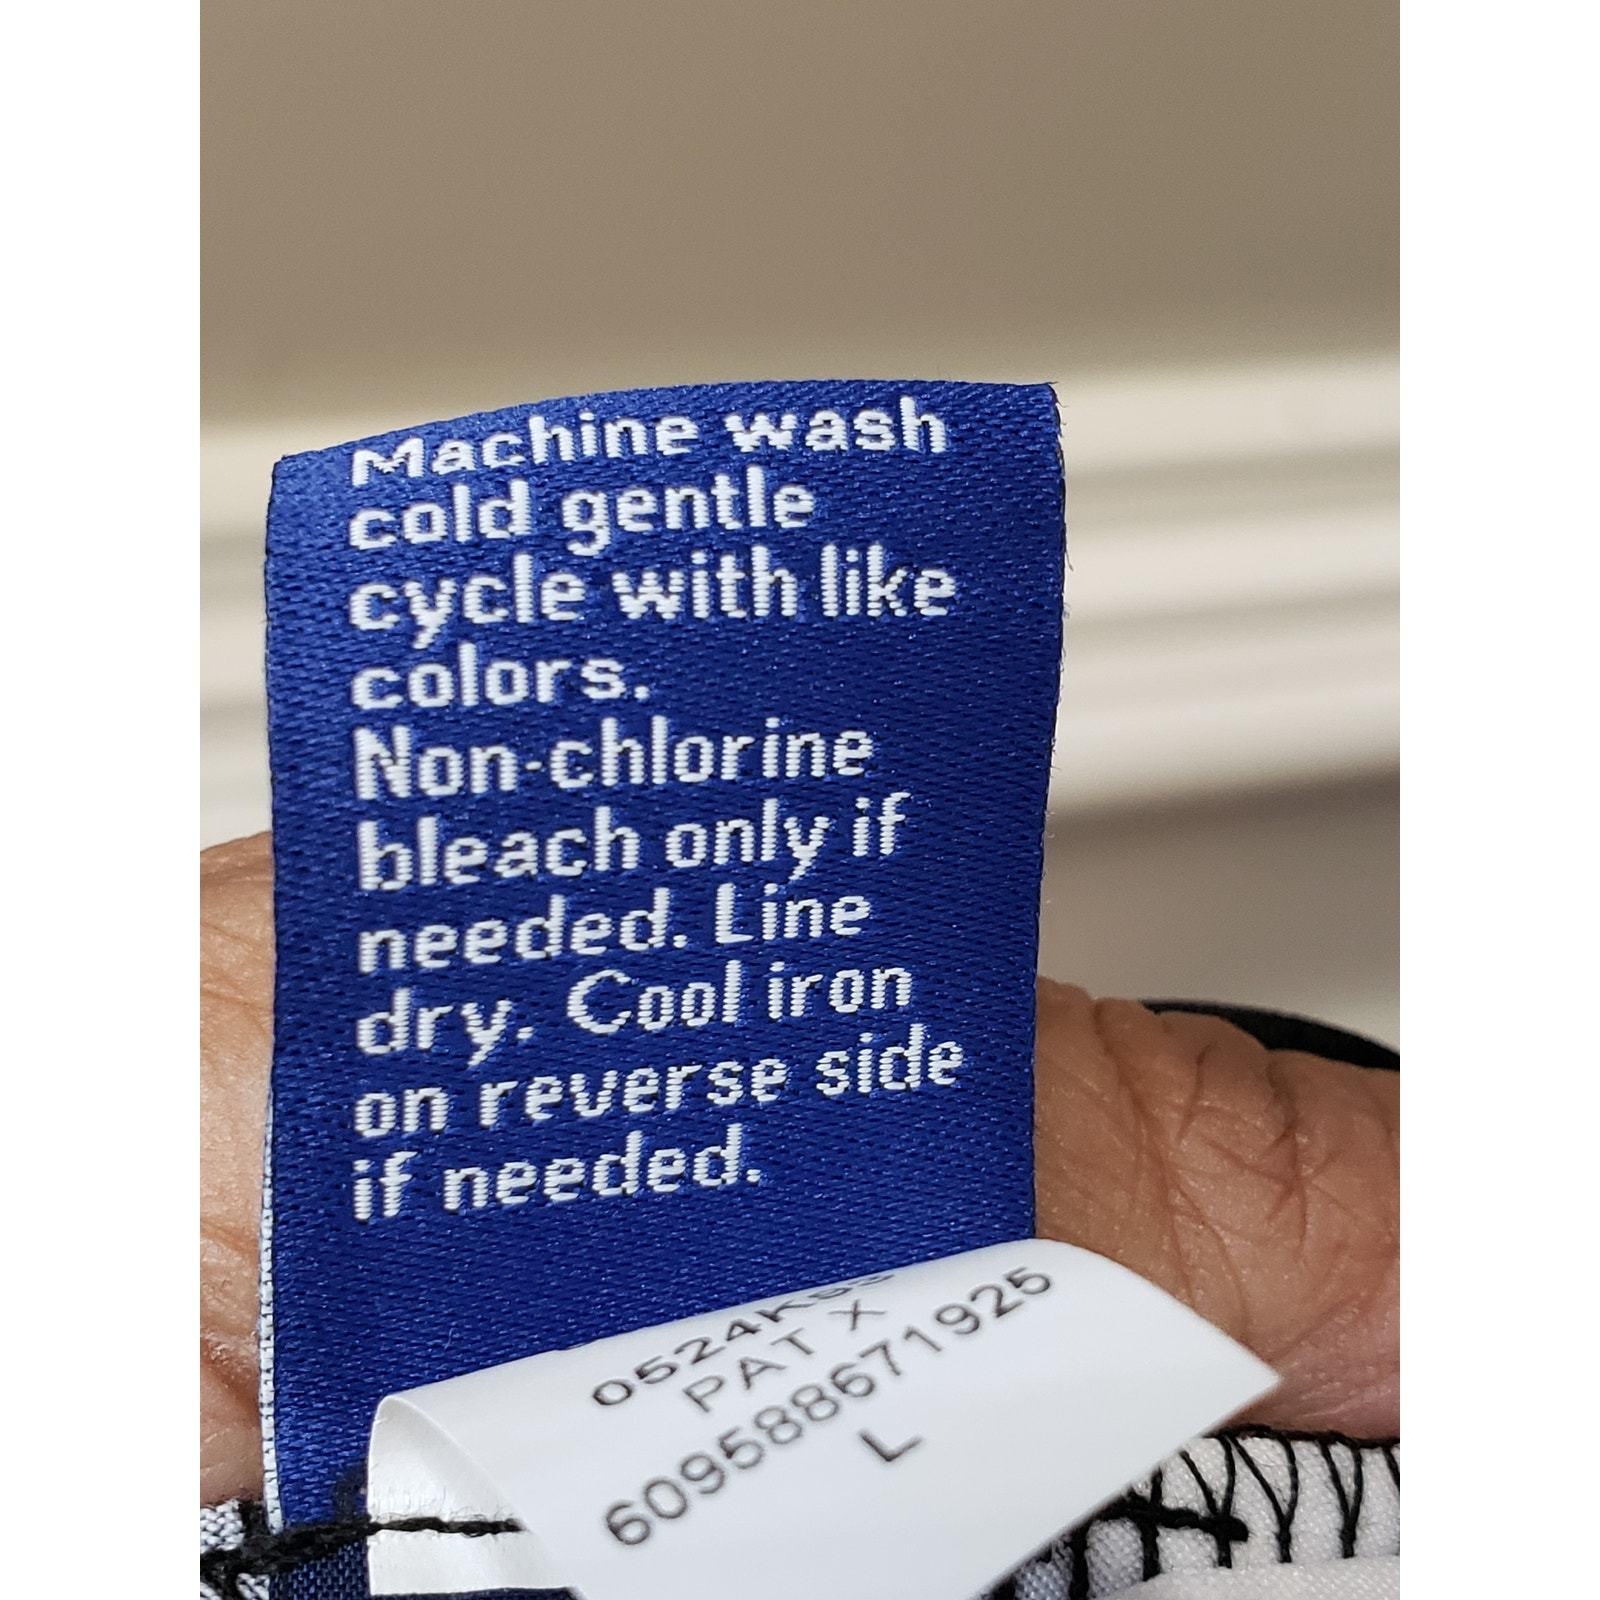 Machine wash
cold gentle
cycle with like
colors.
Non-chlorine
bleach only if
needed. Line
dry. Cool iron
on reverse side
if needed.
PAT X
609588671925
L